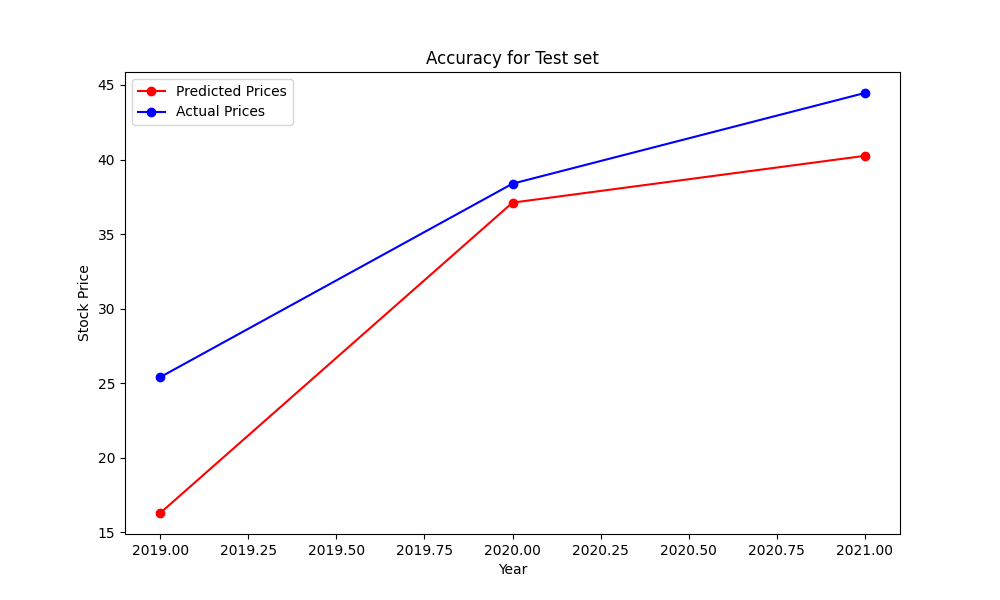 Accuracy for Test set
Predicted Prices
Actual Prices
Stock Price
45
40
35
30
25
20
15
2019.00 2019.25 2019.50 2019.75 2020.00 2020.25 2020.50 2020.75 2021.00
Year